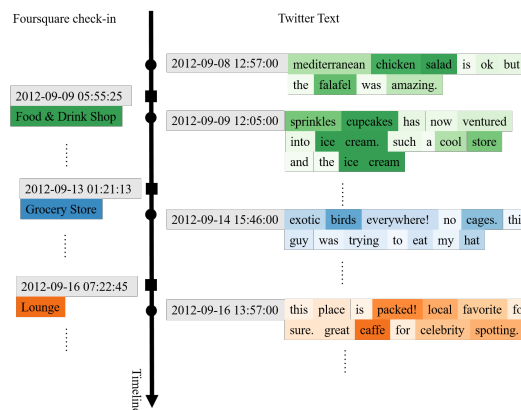 Foursquare check-in
Twitter Text
2012-09-08 12:57:00
mediterranean chicken salad is ok but
the falafel was amazing.
2012-09-09 05:55:25
Food & Drink Shop
2012-09-09 12:05:00
sprinkles cupcakes has now ventured
into ice cream. such a cool store
and the ice cream
2012-09-13 01:21:13
Grocery Store
2012-09-14 15:46:00
exotic birds everywhere! no cages.
guy was trying to eat my hat
2012-09-16 07:22:45
Lounge
2012-09-16 13:57:00
this place is packed! local favorite
sure. great caffe for celebrity spotting.